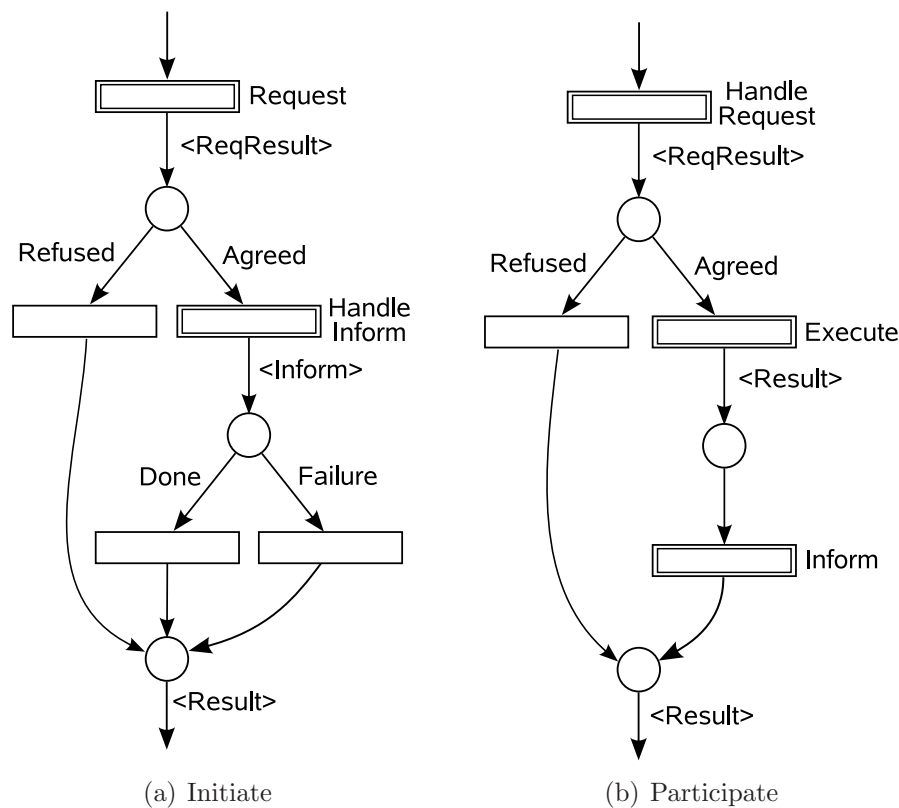 Request
<ReqResult>
Refused
Agreed
Handle
Inform
<Inform>
Done
Failure
<Result>
(a) Initiate
Handle
Request
<ReqResult>
Refused
Agreed
Execute
<Result>
Inform
<Result>
(b) Participate